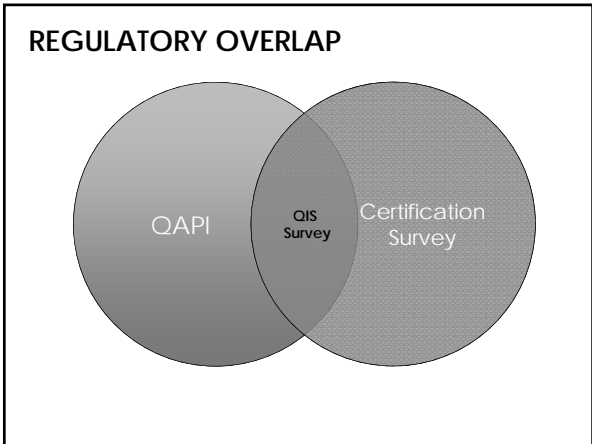 REGULATORY OVERLAP
QAPI
QIS
Survey
Certification
Survey